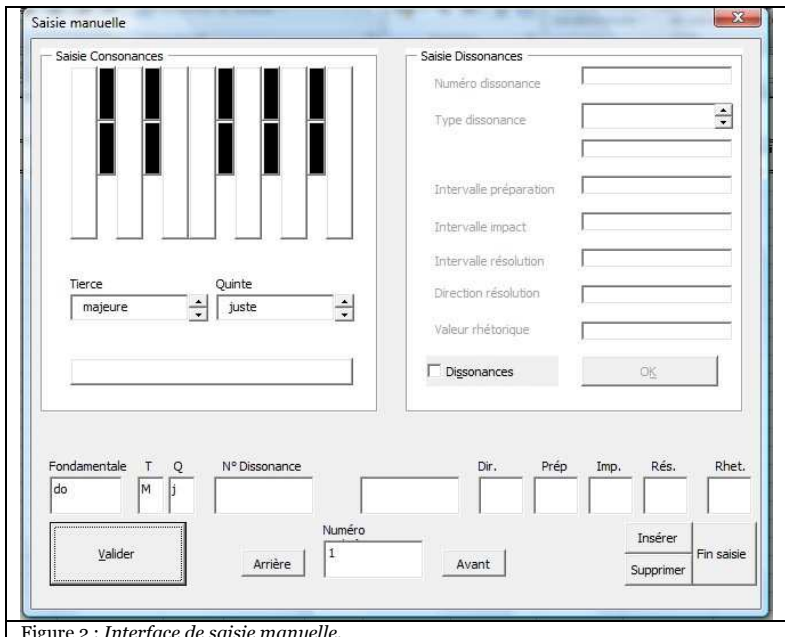 Saisie manuelle
Saisie Consonances
Saisie Dissonances
Numéro dissonance
Type dissonance
Intervalle préparation
Intervalle impact
Intervalle résolution
Tierce Quinte
Direction résolution
majeure juste
Valeur rhétorique
Dissonances OK
Fondamentale T Q N° Dissonance Dir. Prép Imp. Rés. Rhet.
do M j
Numéro
Valider Arrière 1 Avant Insérer
Supprimer Fin saisie
Figure 2 : Interface de saisie manuelle.